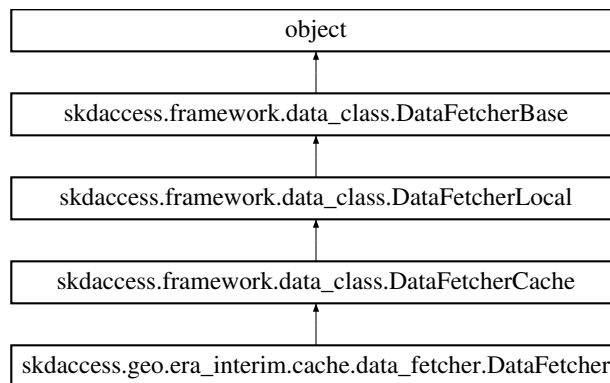 object
skdaccess.framework.data_class.DataFetcherBase
skdaccess.framework.data_class.DataFetcherLocal
skdaccess.framework.data_class.DataFetcherCache
skdaccess.geo.era_interim.cache.data_fetcher.DataFetcher